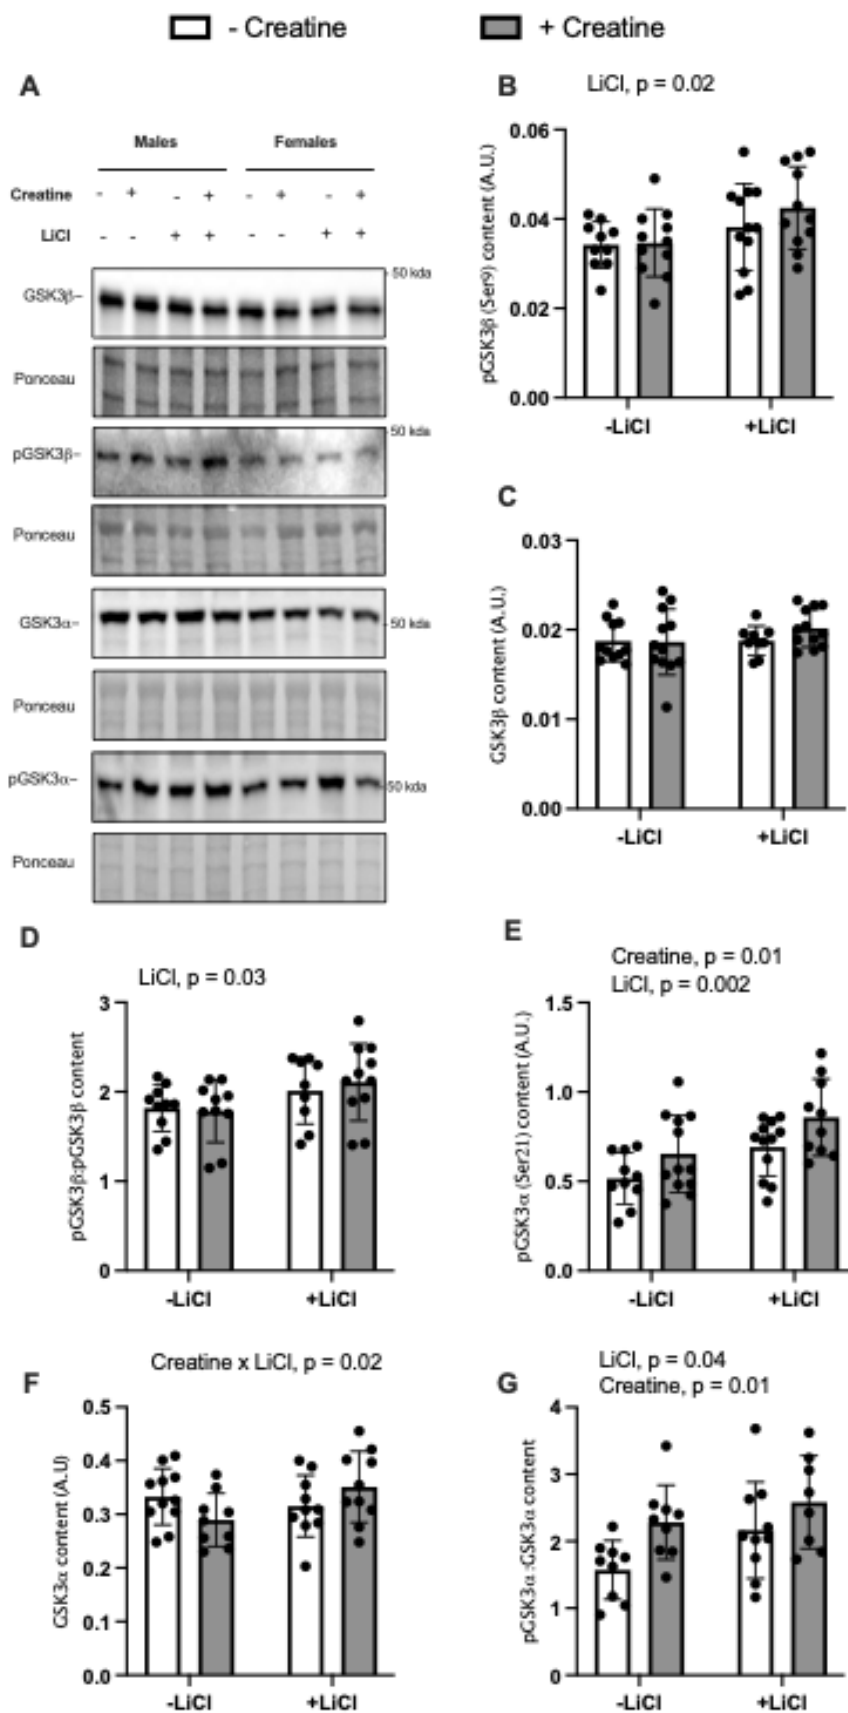 - Creatine + Creatine
A
Males Females
Creatine - + - + - + - +
LiCl - - + + - - + +
GSK3β–
- 50 kda
Ponceau
pGSK3β–
- 50 kda
Ponceau
GSK3α–
- 50 kda
Ponceau
pGSK3α–
-50 kda
Ponceau
B
LiCl, p = 0.02
pGSK3β (Ser9) content (A.U.)
0.06
0.04
0.02
0.00
-LiCl +LiCl
C
GSK3β content (A.U.)
0.03
0.02
0.01
0.00
-LiCl +LiCl
D
LiCl, p = 0.03
pGSK3β:pGSK3β content
3
2
1
0
-LiCl +LiCl
E
Creatine, p = 0.01
LiCl, p = 0.002
pGSK3α (Ser21) content (A.U.)
1.5
1.0
0.5
0.0
-LiCl +LiCl
F
Creatine x LiCl, p = 0.02
GSK3α content (A.U)
0.5
0.4
0.3
0.2
0.1
0.0
-LiCl +LiCl
G
LiCl, p = 0.04
Creatine, p = 0.01
pGSK3α:GSK3α content
4
3
2
1
0
-LiCl +LiCl